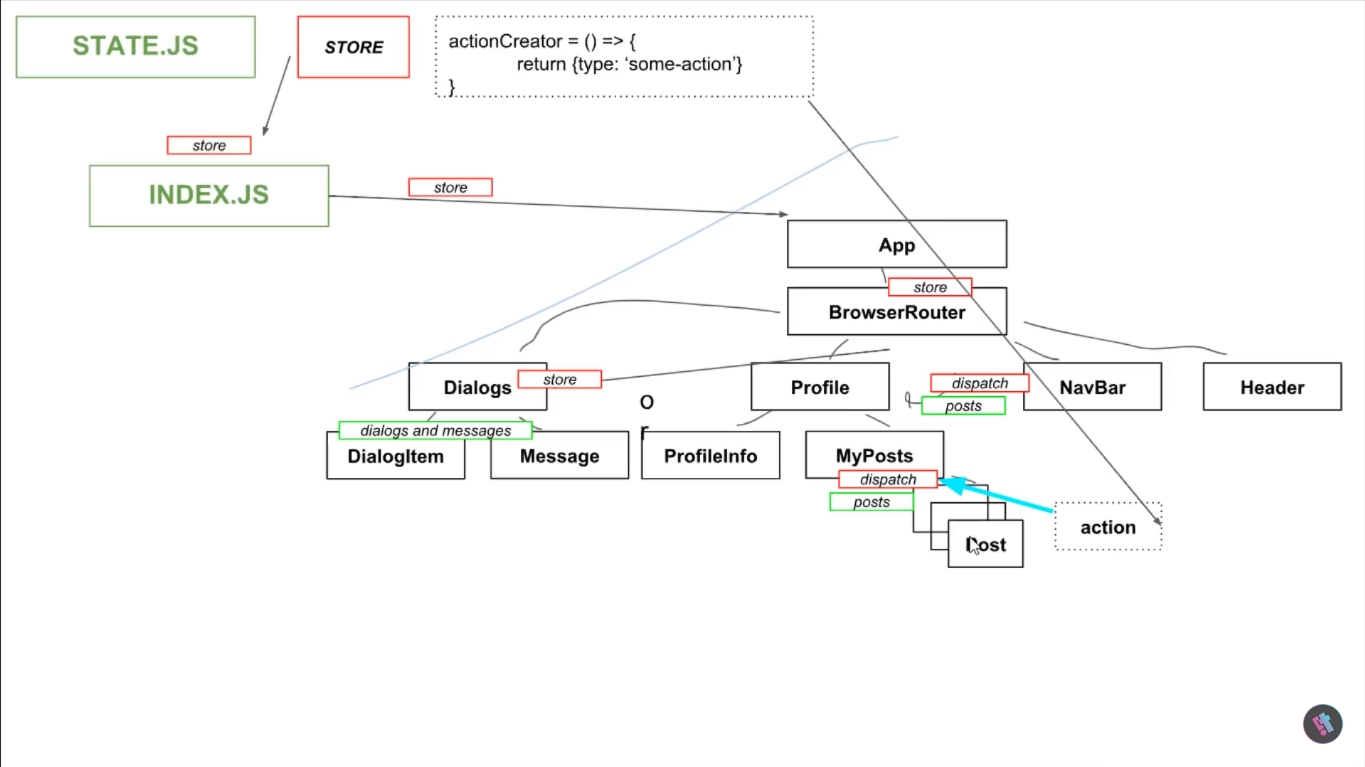 STATE.JS
STORE
actionCreator = () => {
return {type: ‘some-action’}
}
store
INDEX.JS
store
App
store
BrowserRouter
Dialogs
store
Profile
dispatch
posts
NavBar
Header
O
r
dialogs and messages
DialogItem
Message
ProfileInfo
MyPosts
dispatch
posts
Post
action